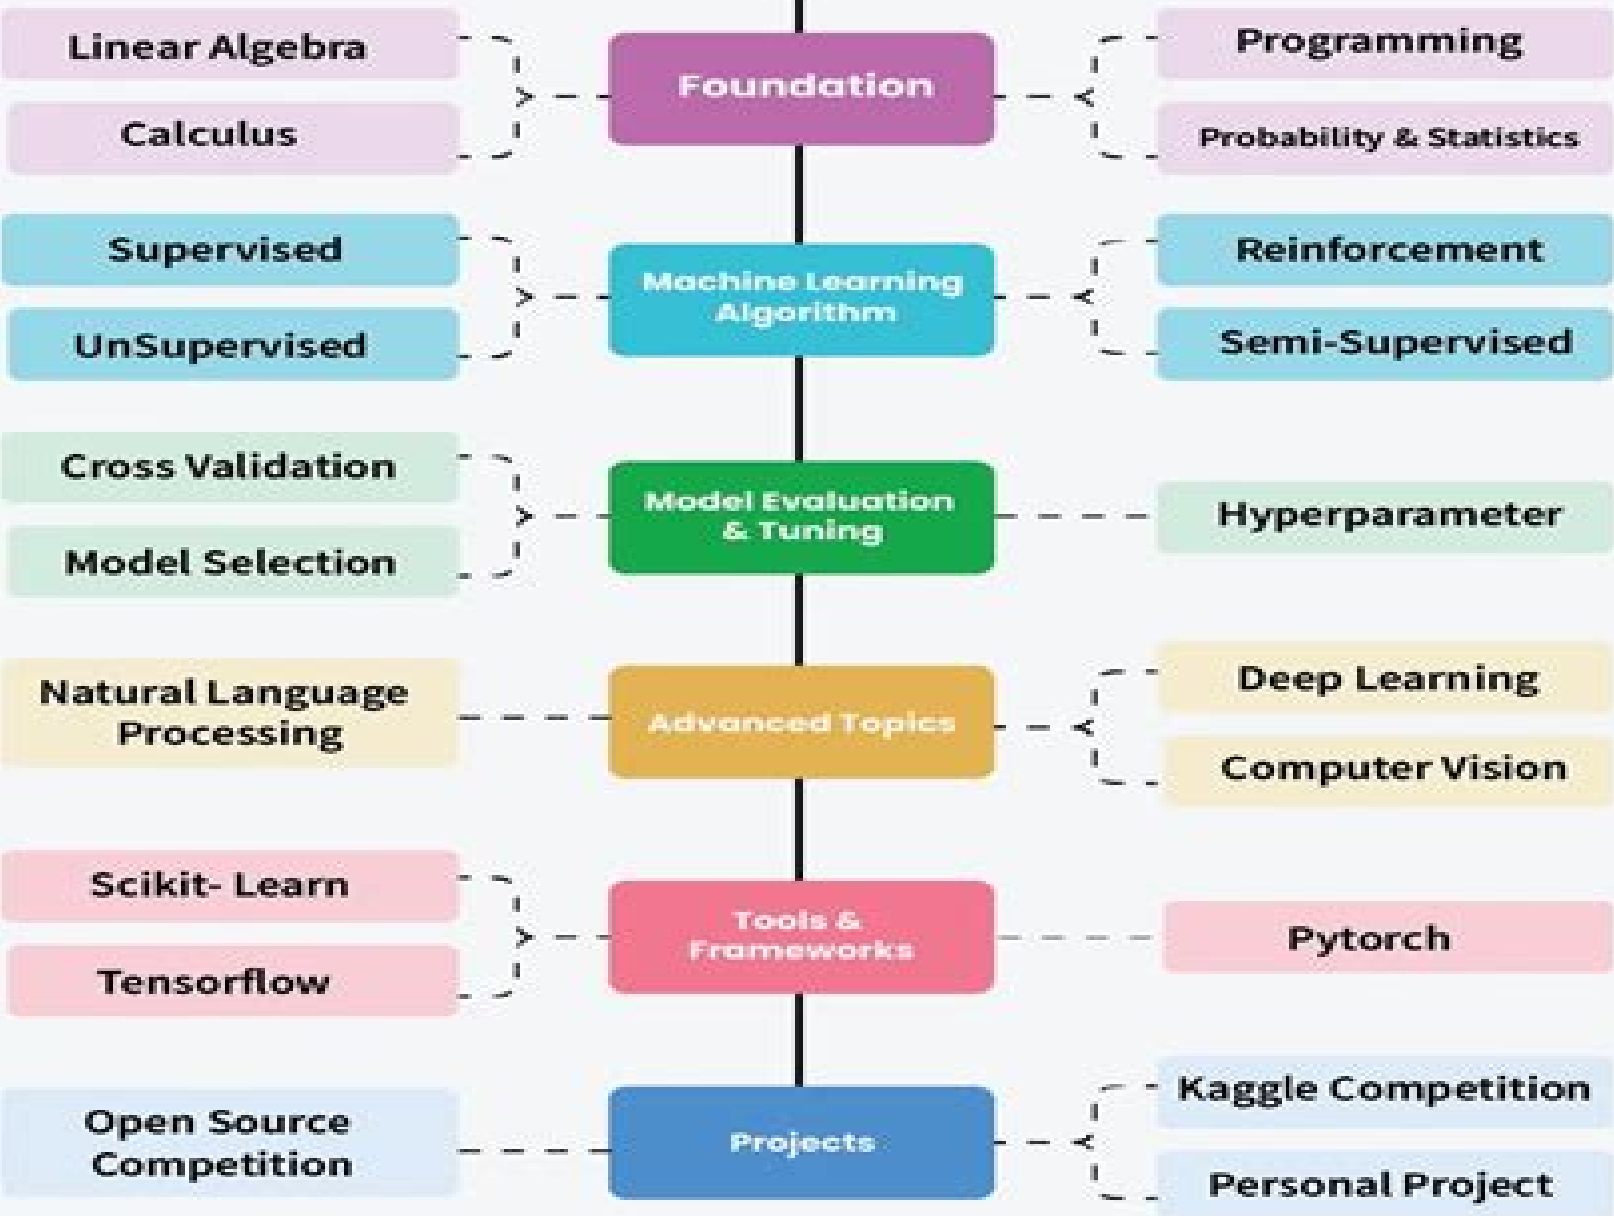 Linear Algebra
Calculus
Foundation
Programming
Probability & Statistics
Supervised
UnSupervised
Machine Learning
Algorithm
Reinforcement
Semi-Supervised
Cross Validation
Model Selection
Model Evaluation
& Tuning
Hyperparameter
Natural Language
Processing
Advanced Topics
Deep Learning
Computer Vision
Scikit- Learn
Tensorflow
Tools &
Frameworks
Pytorch
Open Source
Competition
Projects
Kaggle Competition
Personal Project